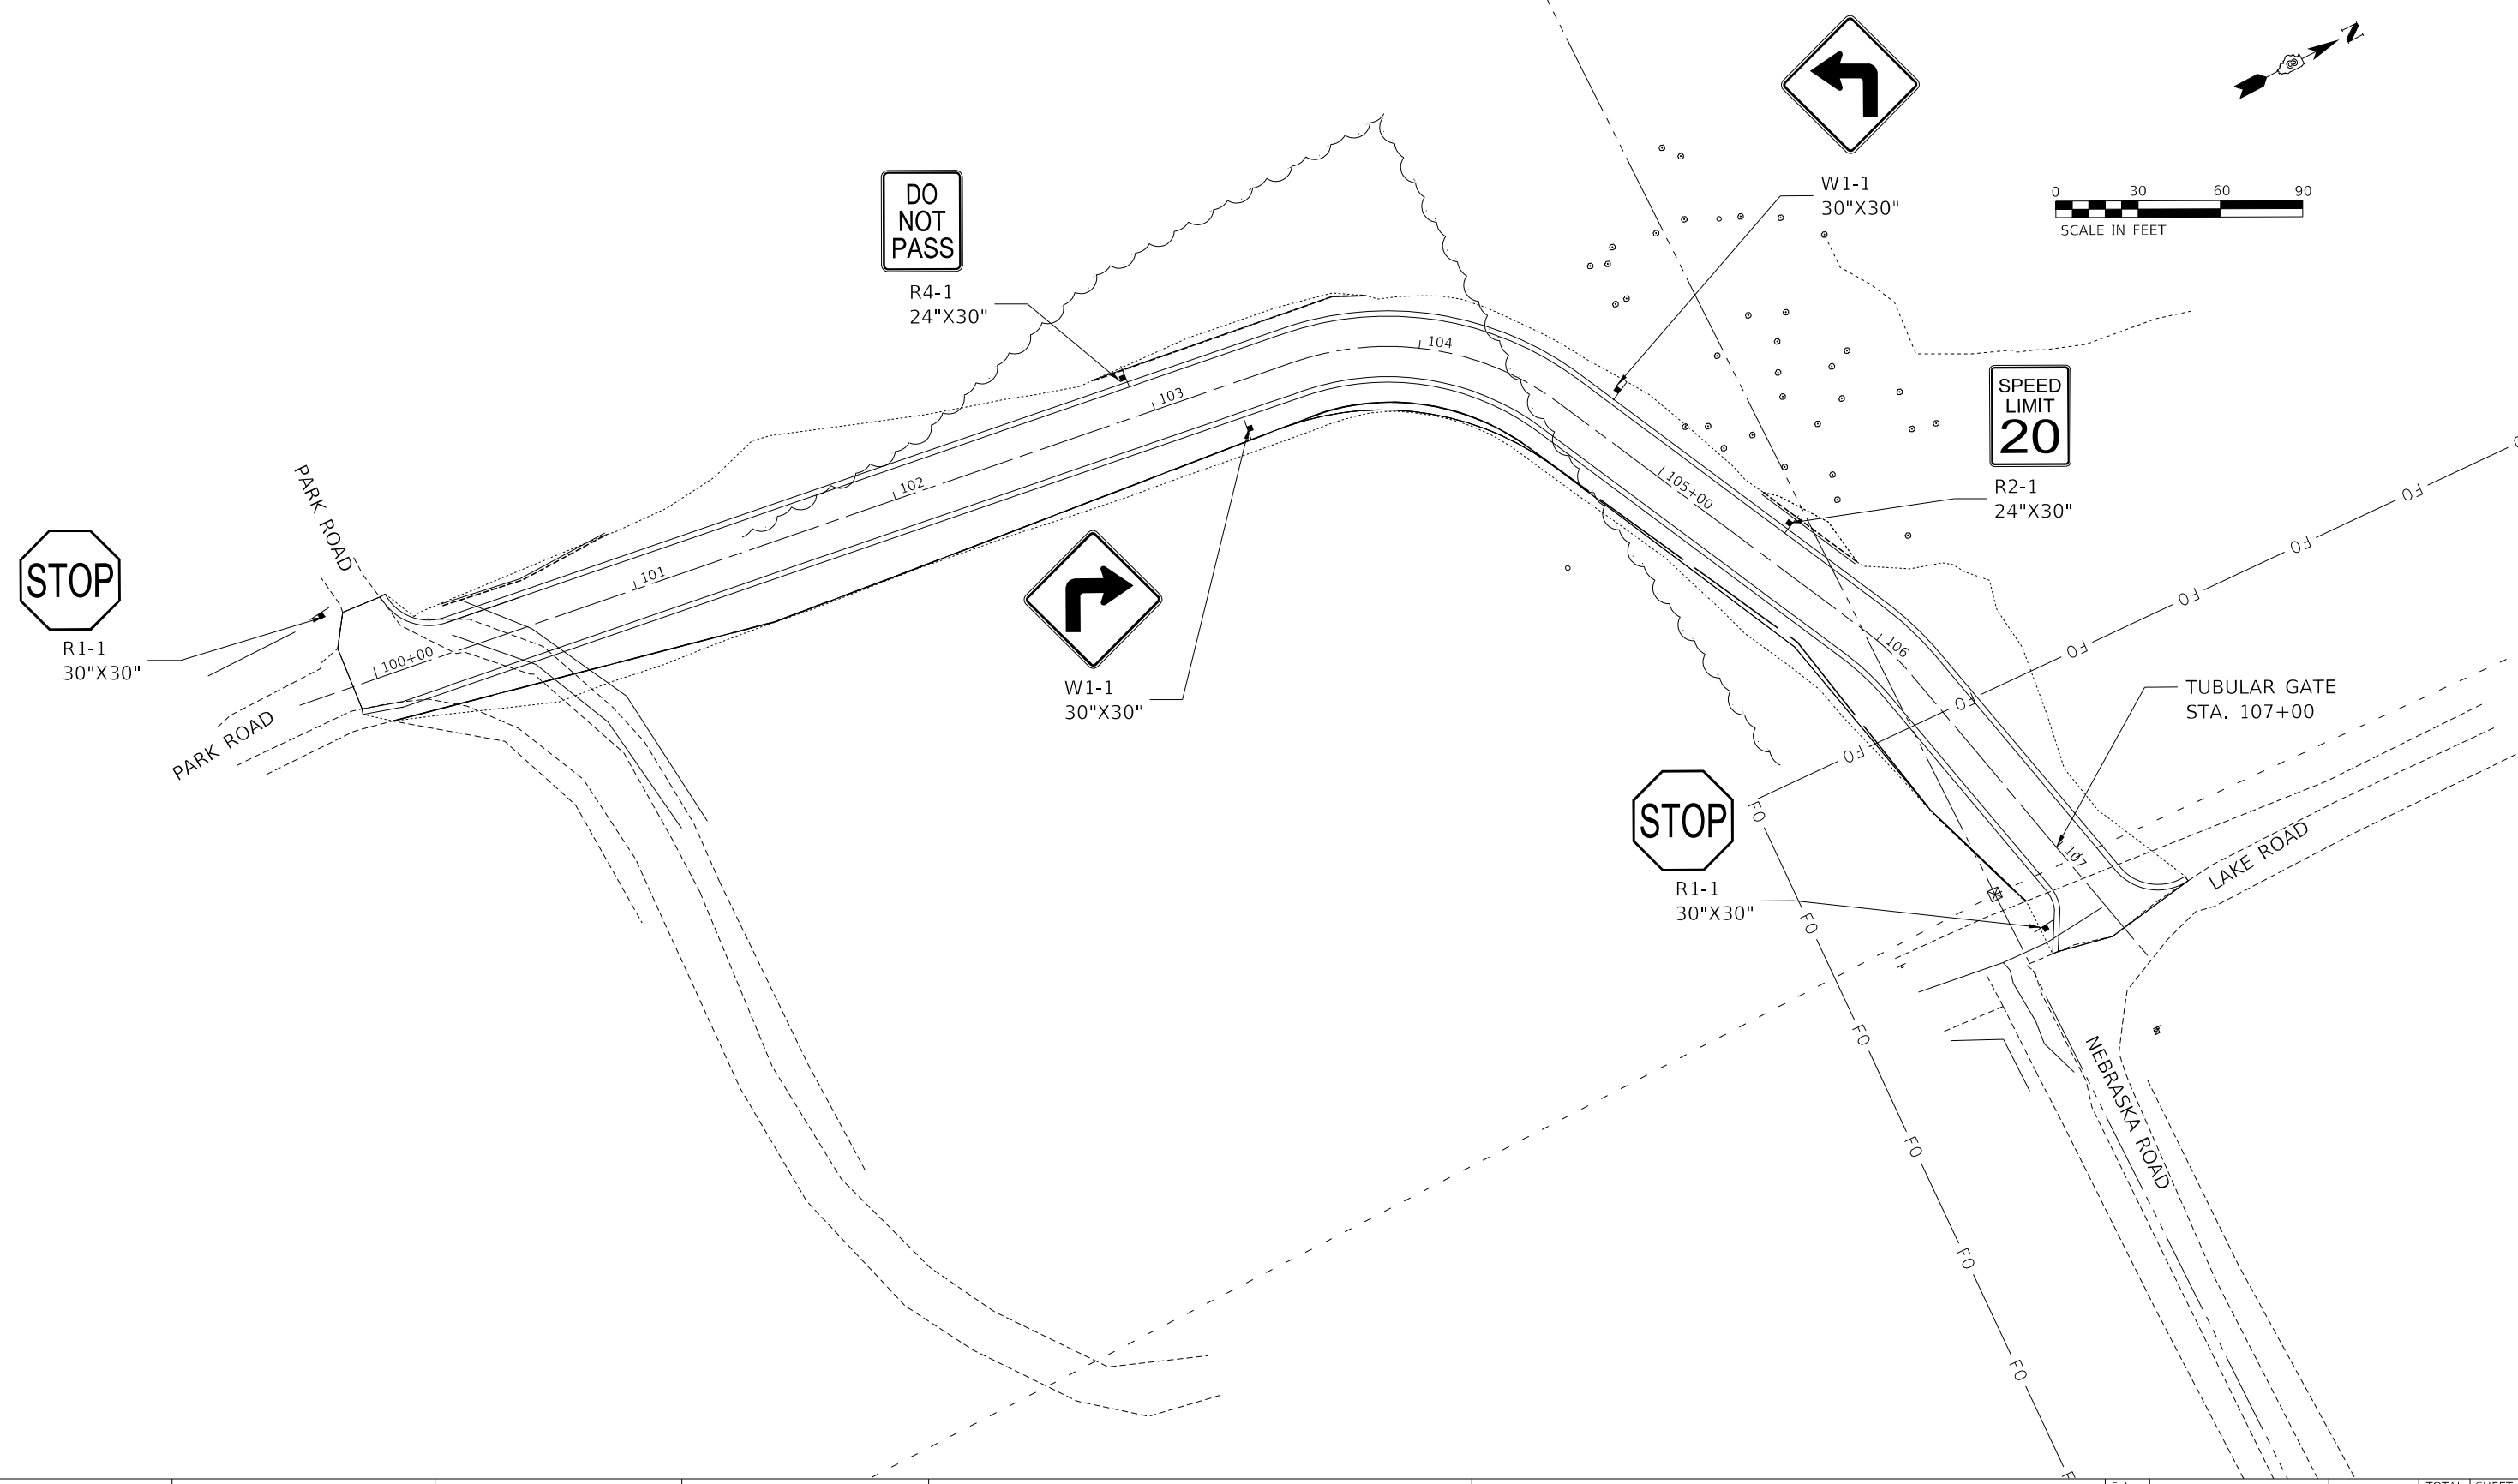 N
0 30 60 90
SCALE IN FEET
W1-1
30"X30"
DO
NOT
PASS
R4-1
24"X30"
SPEED
LIMIT
20
R2-1
24"X30"
104
103
102
101
100+00
105+00
106
107
PARK ROAD
STOP
R1-1
30"X30"
PARK ROAD
W1-1
30"X30"
TUBULAR GATE
STA. 107+00
STOP
R1-1
30"X30"
LAKE ROAD
NEBRASKA ROAD
FO
FO
FO
FO
FO
FO
FO
FO
FO
FO
FO
FO
TOTAL SHEET